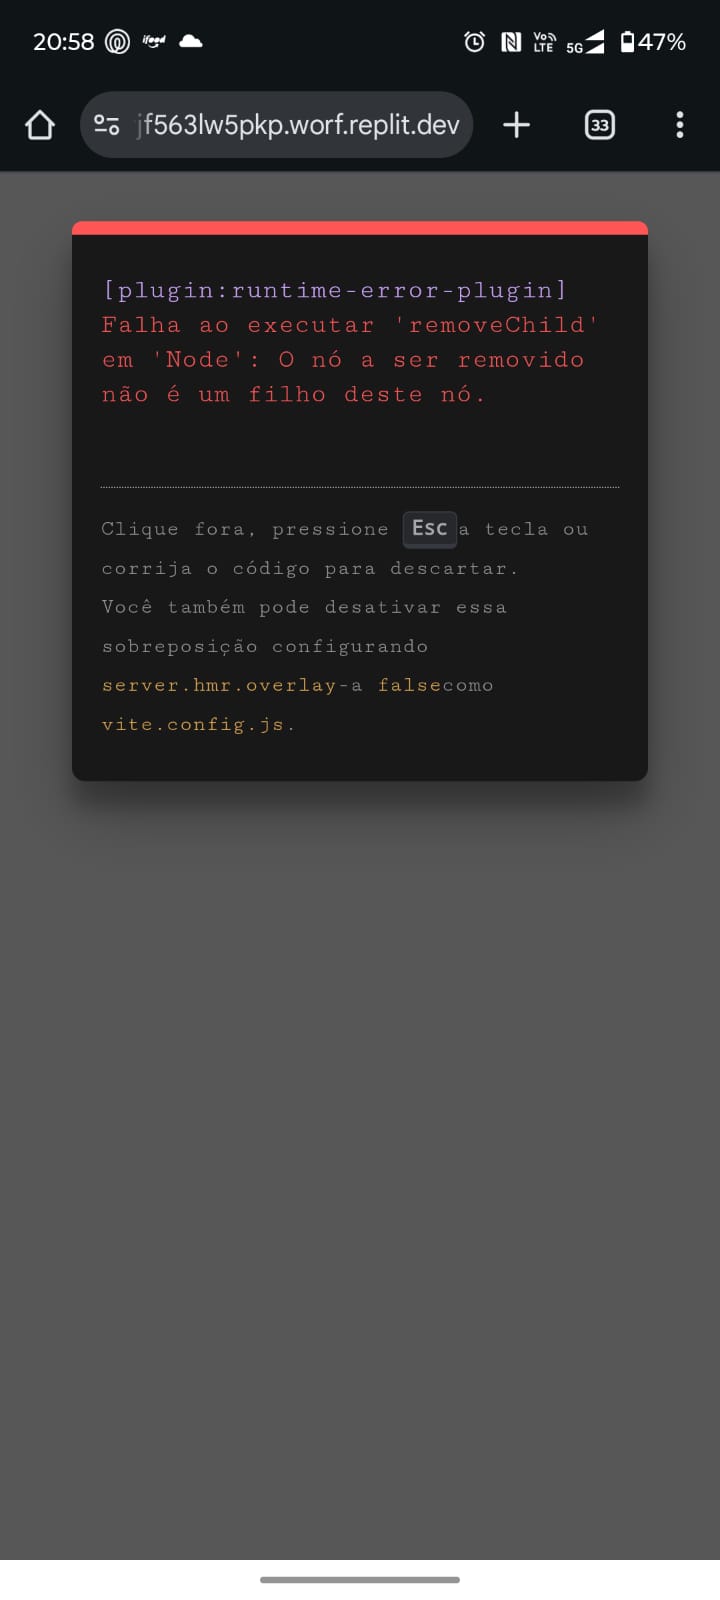 20:58 ifood Vo LTE 5G 47%
jf563lw5pkp.worf.replit.dev 33
[plugin:runtime-error-plugin]
Falha ao executar 'removeChild'
em 'Node': O nó a ser removido
não é um filho deste nó.
Clique fora, pressione Esc a tecla ou
corrija o código para descartar.
Você também pode desativar essa
sobreposição configurando
server.hmr.overlay-a falsecomo
vite.config.js.